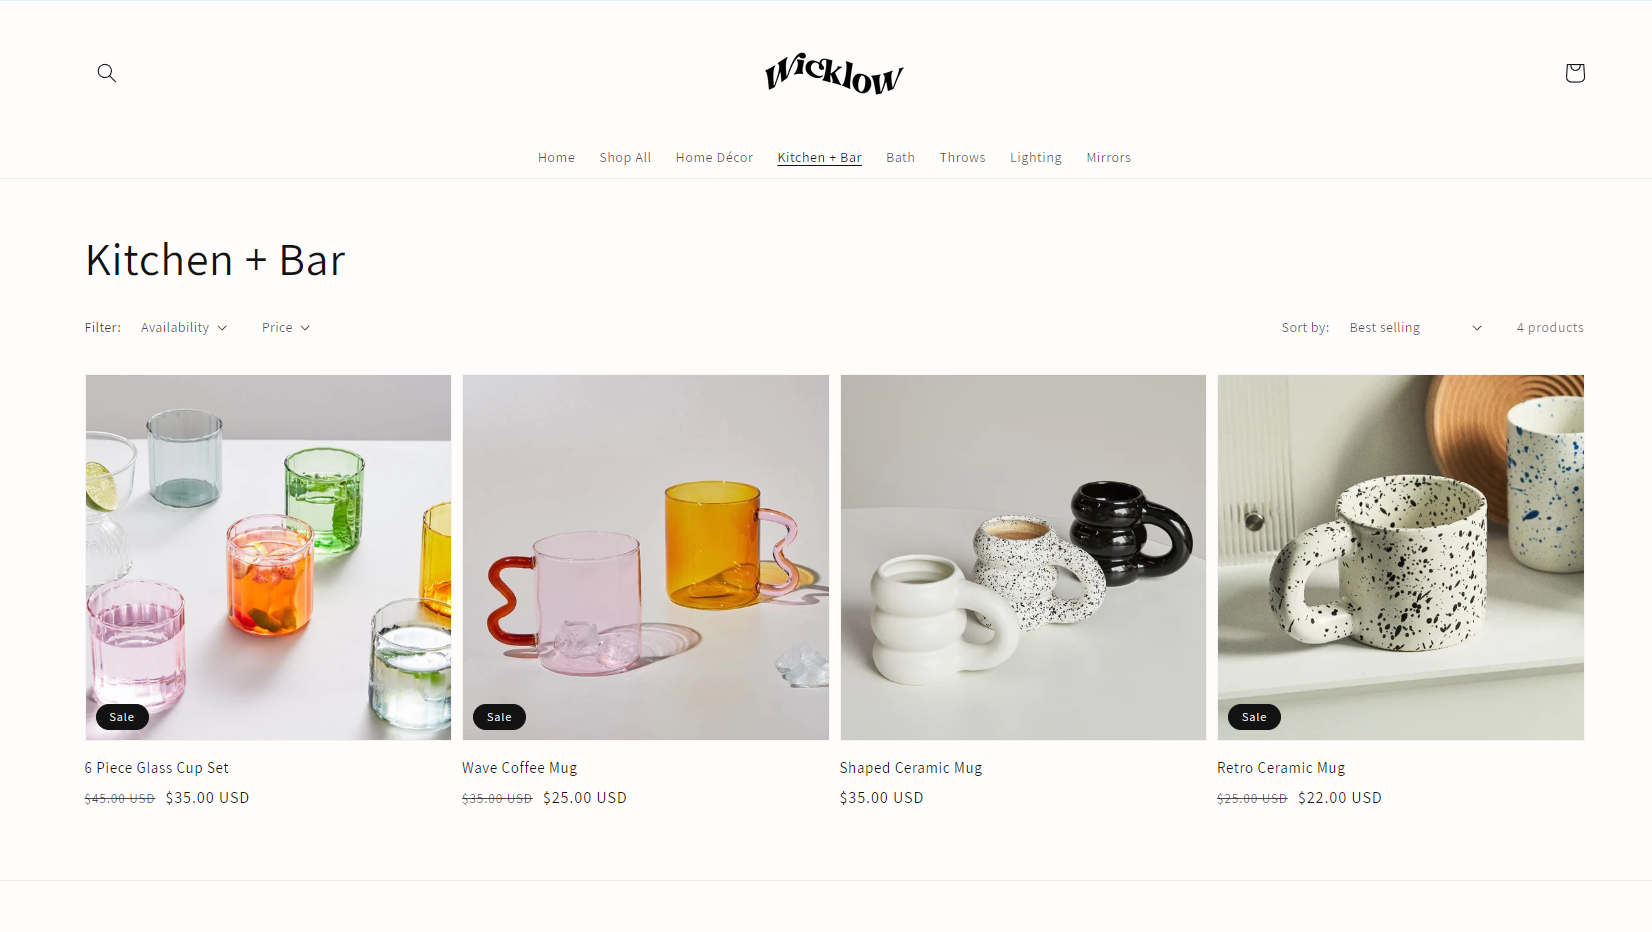 Wicklow
Home Shop All Home Décor Kitchen + Bar Bath Throws Lighting Mirrors
Kitchen + Bar
Filter: Availability Price Sort by: Best selling 4 products
Sale Sale Sale
6 Piece Glass Cup Set Wave Coffee Mug Shaped Ceramic Mug Retro Ceramic Mug
$45.00 USD $35.00 USD $35.00 USD $25.00 USD $35.00 USD $25.00 USD $22.00 USD